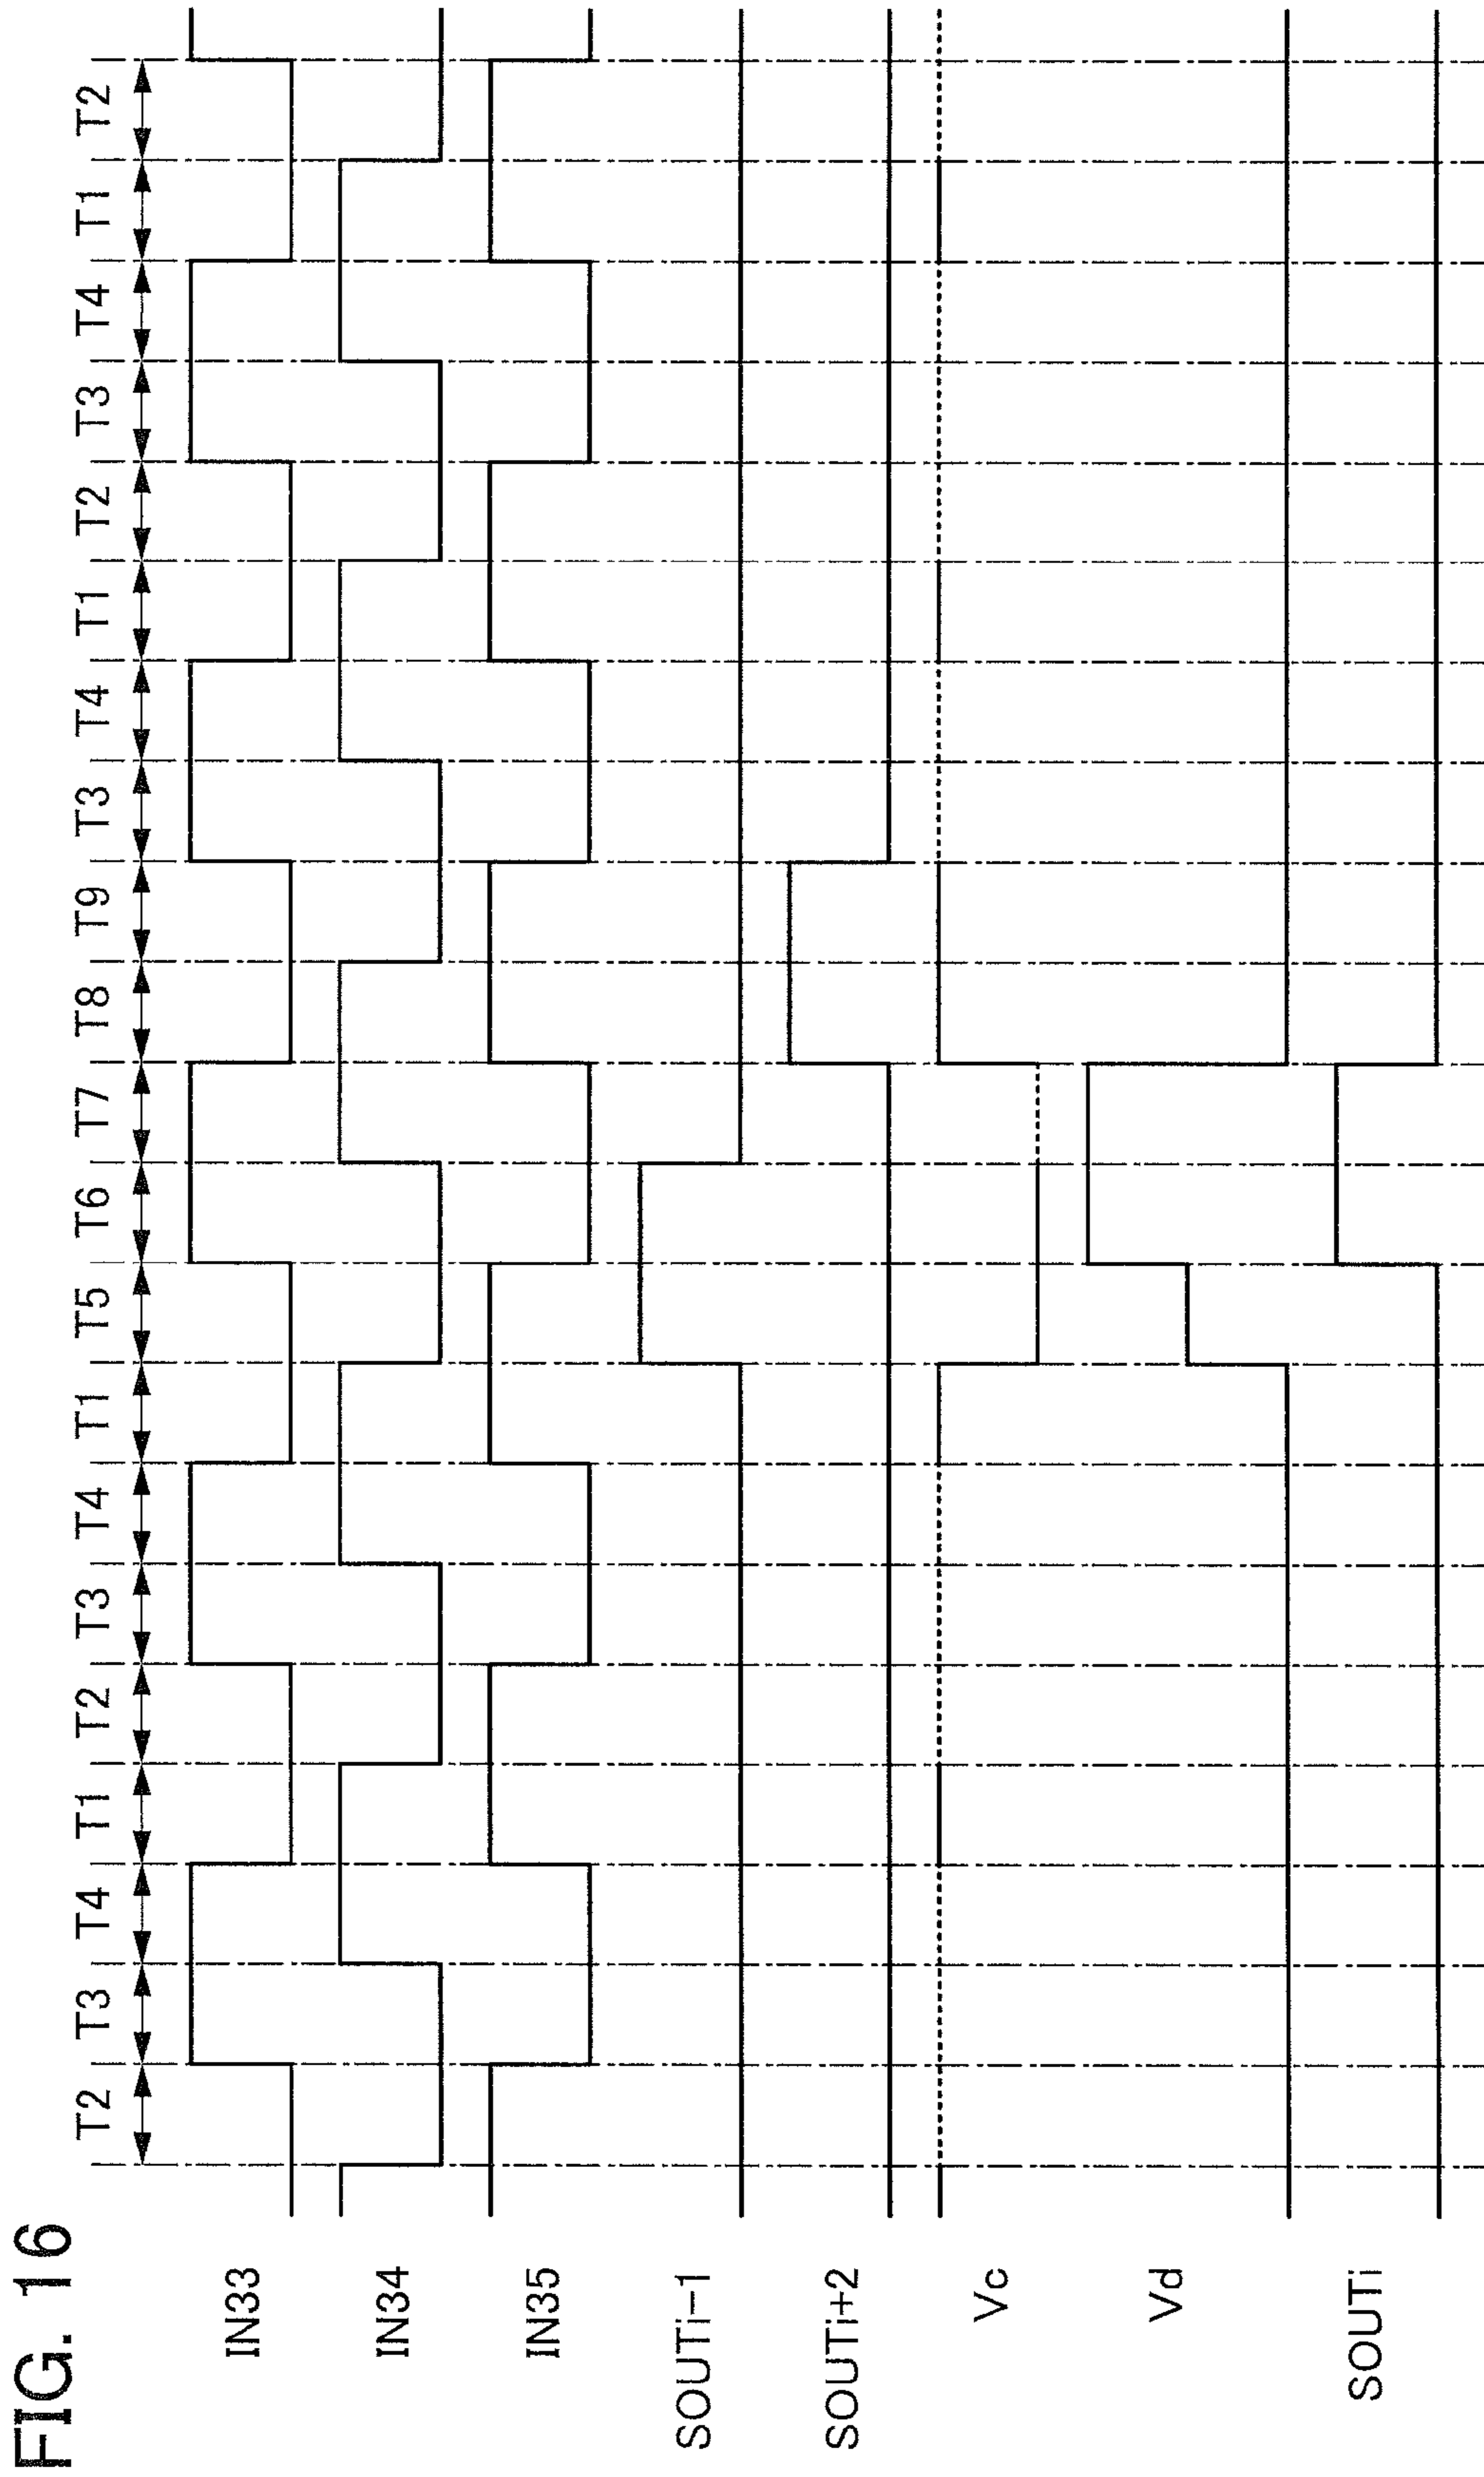 FIG. 16
T2 T3 T4 T1 T2 T3 T4 T1 T5 T6 T7 T8 T9 T3 T4 T1 T2 T3 T4 T1 T2
IN33
IN34
IN35
SOUTi-1
SOUTi+2
Vc
Vd
SOUTi